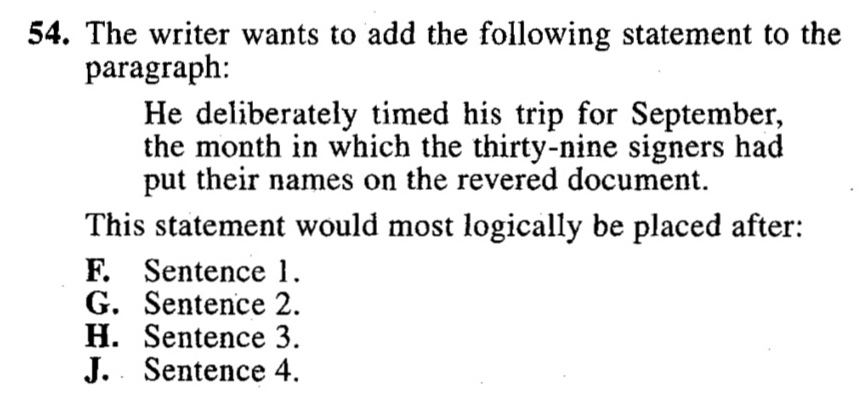 54. The writer wants to add the following statement to the
paragraph:
He deliberately timed his trip for September,
the month in which the thirty-nine signers had
put their names on the revered document.
This statement would most logically be placed after:
F. Sentence 1.
G. Sentence 2.
H. Sentence 3.
J. Sentence 4.